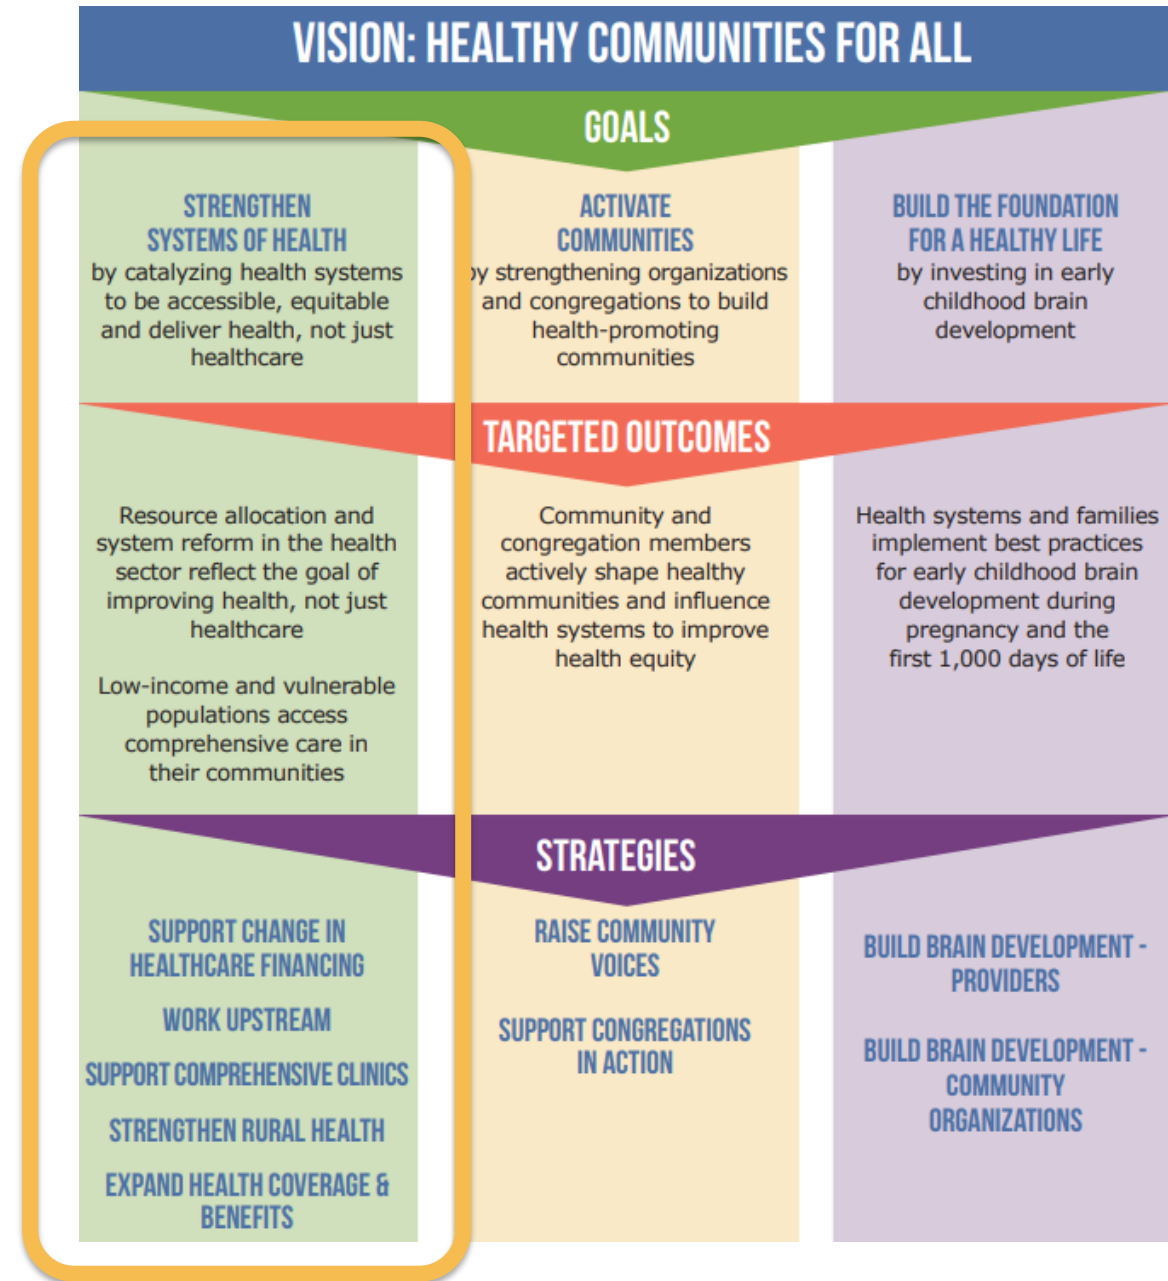 VISION: HEALTHY COMMUNITIES FOR ALL
GOALS
STRENGTHEN
SYSTEMS OF HEALTH
by catalyzing health systems
to be accessible, equitable
and deliver health, not just
healthcare
ACTIVATE
COMMUNITIES
by strengthening organizations
and congregations to build
health-promoting
communities
BUILD THE FOUNDATION
FOR A HEALTHY LIFE
by investing in early
childhood brain
development
TARGETED OUTCOMES
Resource allocation and
system reform in the health
sector reflect the goal of
improving health, not just
healthcare
Low-income and vulnerable
populations access
comprehensive care in
their communities
Community and
congregation members
actively shape healthy
communities and influence
health systems to improve
health equity
Health systems and families
implement best practices
for early childhood brain
development during
pregnancy and the
first 1,000 days of life
STRATEGIES
SUPPORT CHANGE IN
HEALTHCARE FINANCING
WORK UPSTREAM
SUPPORT COMPREHENSIVE CLINICS
STRENGTHEN RURAL HEALTH
EXPAND HEALTH COVERAGE &
BENEFITS
RAISE COMMUNITY
VOICES
SUPPORT CONGREGATIONS
IN ACTION
BUILD BRAIN DEVELOPMENT -
PROVIDERS
BUILD BRAIN DEVELOPMENT -
COMMUNITY
ORGANIZATIONS